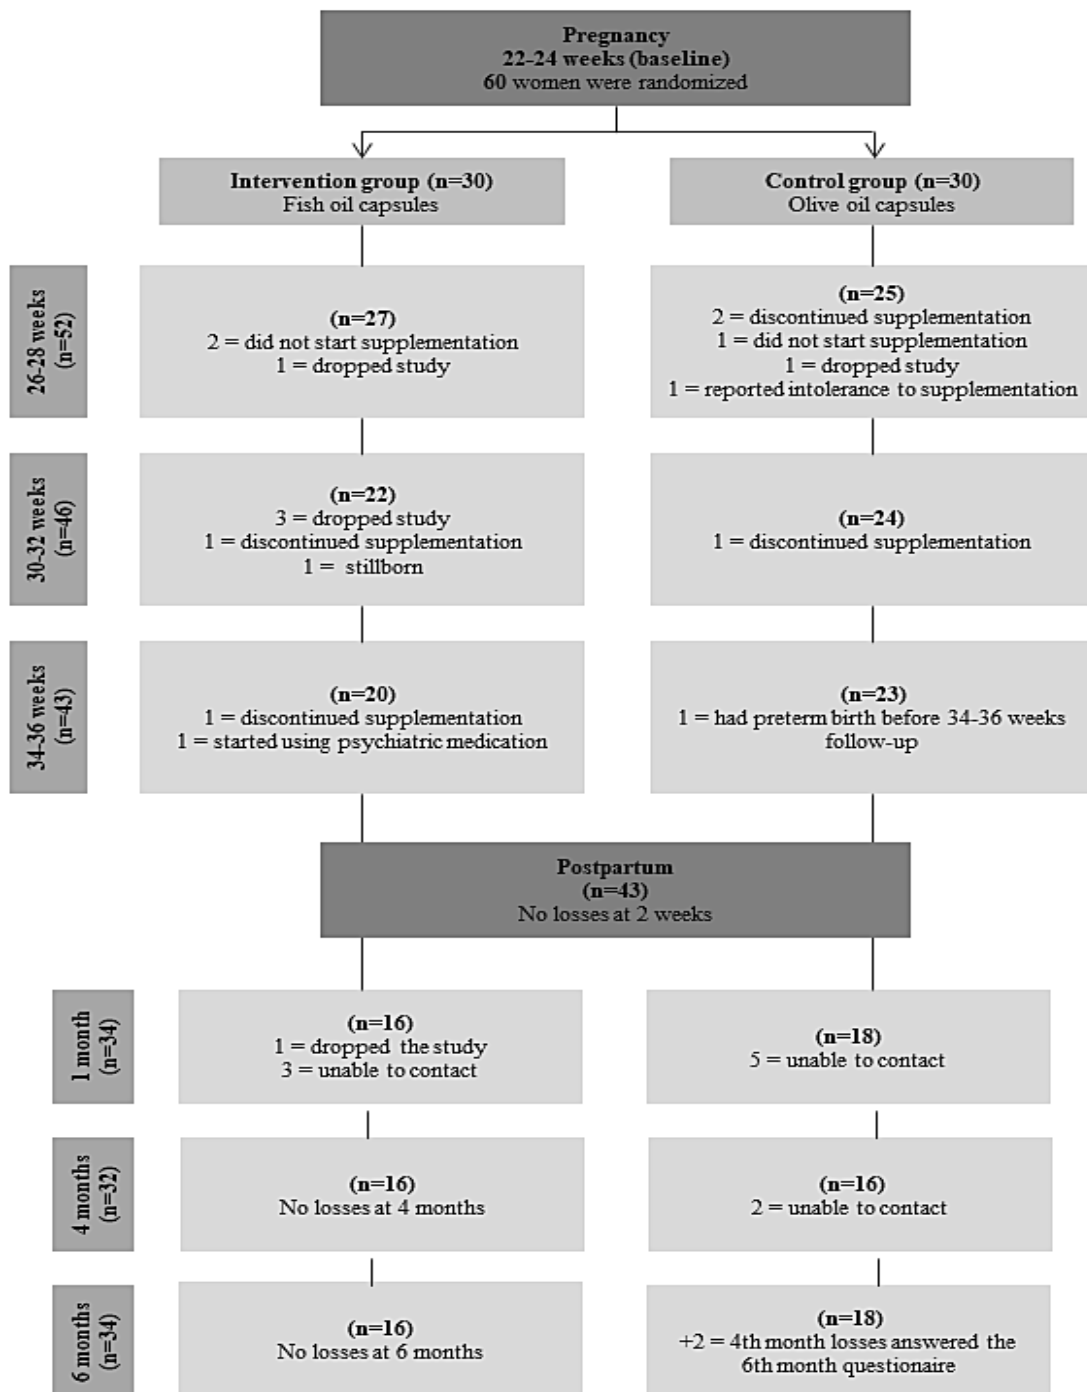 Pregnancy
22-24 weeks (baseline)
60 women were randomized
Intervention group (n=30)
Fish oil capsules
Control group (n=30)
Olive oil capsules
26-28 weeks
(n=52)
(n=27)
2 = did not start supplementation
1 = dropped study
(n=25)
2 = discontinued supplementation
1 = did not start supplementation
1 = dropped study
1 = reported intolerance to supplementation
30-32 weeks
(n=46)
(n=22)
3 = dropped study
1 = discontinued supplementation
1 = stillborn
(n=24)
1 = discontinued supplementation
34-36 weeks
(n=43)
(n=20)
1 = discontinued supplementation
1 = started using psychiatric medication
(n=23)
1 = had preterm birth before 34-36 weeks
follow-up
Postpartum
(n=43)
No losses at 2 weeks
1 month
(n=34)
(n=16)
1 = dropped the study
3 = unable to contact
(n=18)
5 = unable to contact
4 months
(n=32)
(n=16)
No losses at 4 months
(n=16)
2 = unable to contact
6 months
(n=34)
(n=16)
No losses at 6 months
(n=18)
+2 = 4th month losses answered the
6th month questionaire